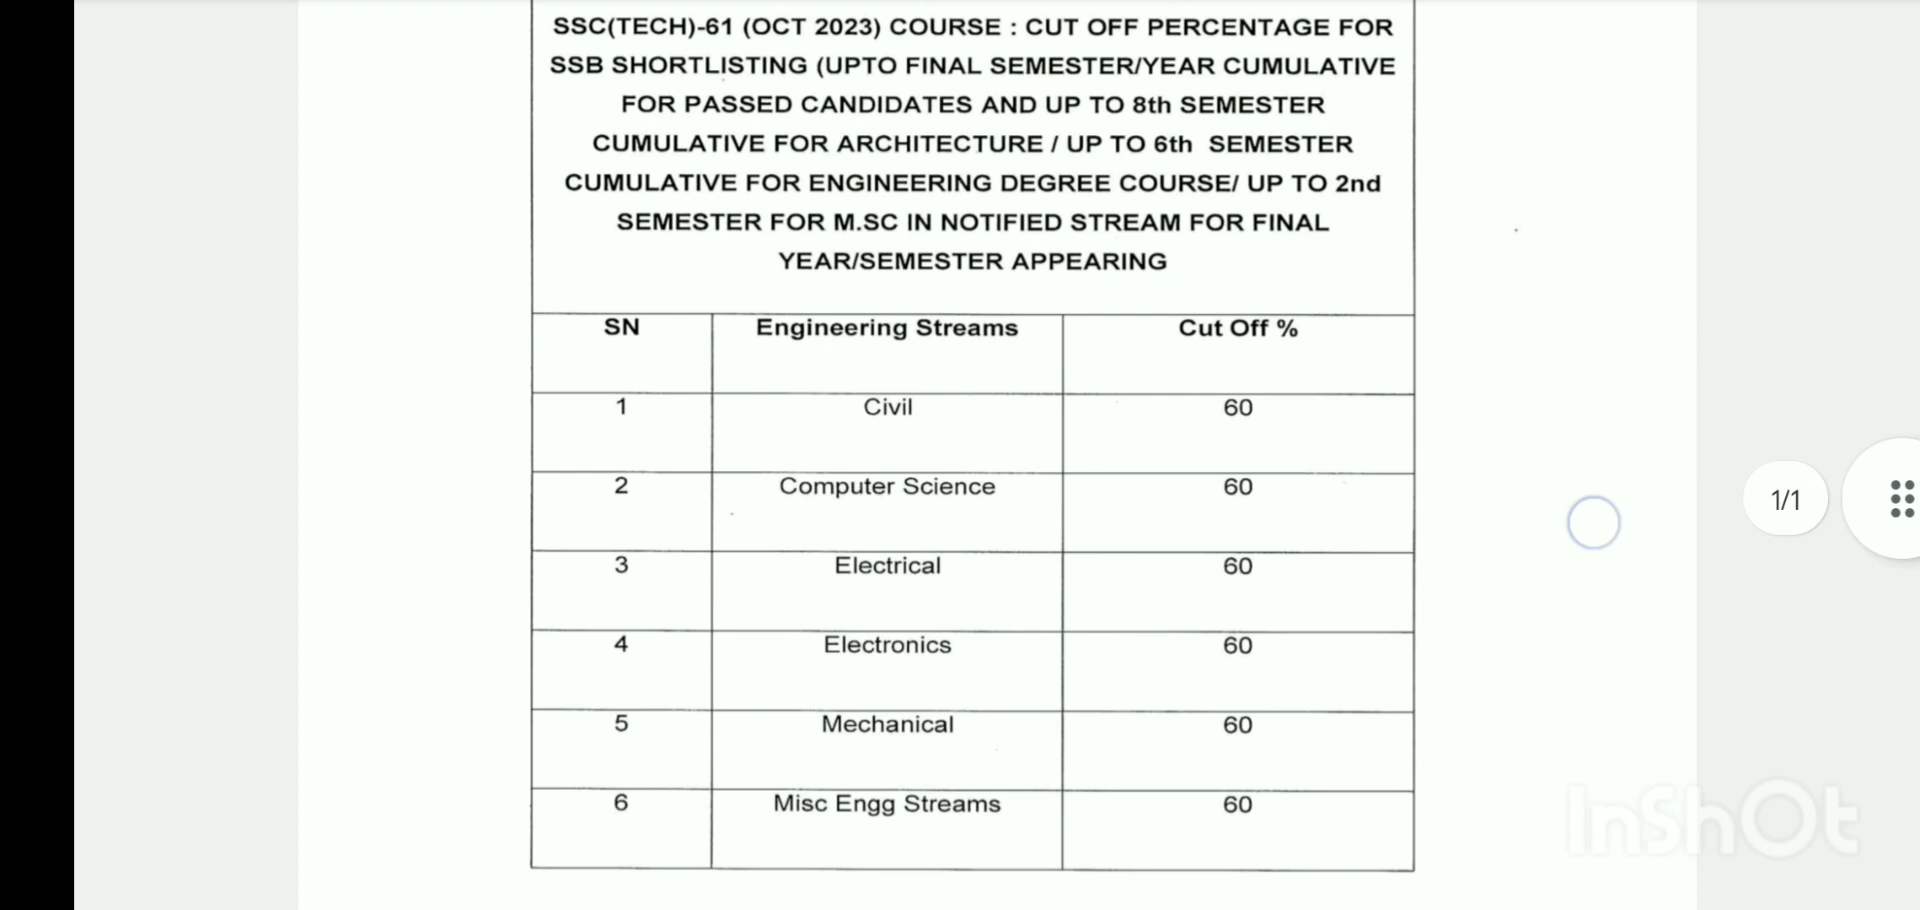 SSC(TECH)-61 (OCT 2023) COURSE : CUT OFF PERCENTAGE FOR
SSB SHORTLISTING (UPTO FINAL SEMESTER/YEAR CUMULATIVE
FOR PASSED CANDIDATES AND UP TO 8th SEMESTER
CUMULATIVE FOR ARCHITECTURE / UP TO 6th SEMESTER
CUMULATIVE FOR ENGINEERING DEGREE COURSE/ UP TO 2nd
SEMESTER FOR M.SC IN NOTIFIED STREAM FOR FINAL
YEAR/SEMESTER APPEARING
SN Engineering Streams Cut Off %
1 Civil 60
2 Computer Science 60
3 Electrical 60
4 Electronics 60
5 Mechanical 60
6 Misc Engg Streams 60
1/1
InShOt